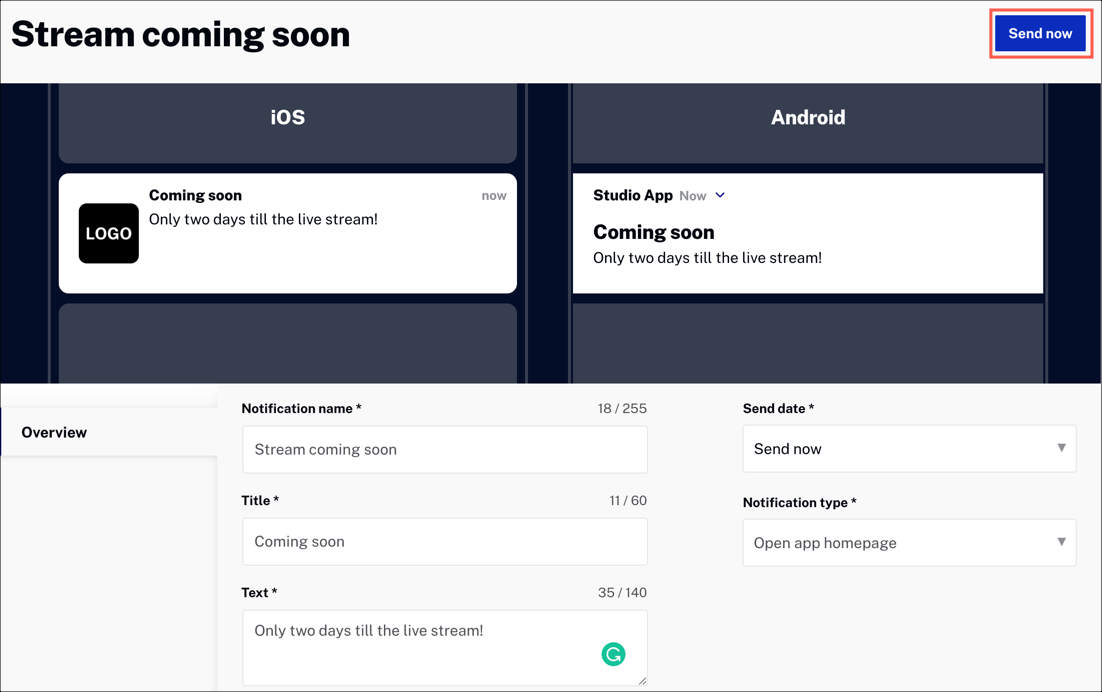 Stream coming soon
Send now
iOS
Android
Coming soon
now
Only two days till the live stream!
LOGO
Studio App Now
Coming soon
Only two days till the live stream!
Overview
Notification name *
18 / 255
Stream coming soon
Title *
11 / 60
Coming soon
Text *
35 / 140
Only two days till the live stream!
Send date *
Send now
Notification type *
Open app homepage